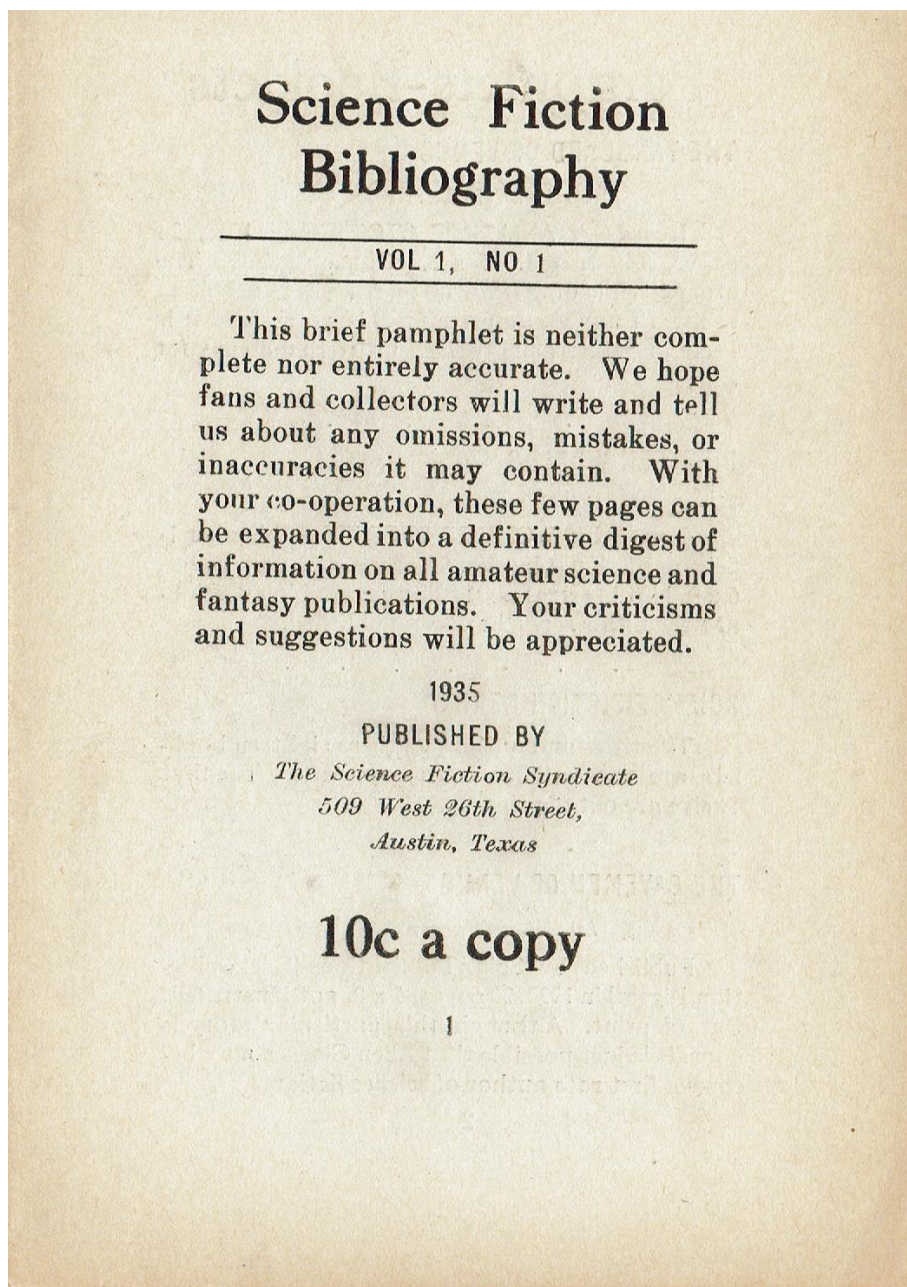 Science Fiction
Bibliography
VOL 1, NO 1
This brief pamphlet is neither com-
plete nor entirely accurate. We hope
fans and collectors will write and tell
us about any omissions, mistakes, or
inaccuracies it may contain. With
your co-operation, these few pages can
be expanded into a definitive digest of
information on all amateur science and
fantasy publications. Your criticisms
and suggestions will be appreciated.
1935
PUBLISHED BY
The Science Fiction Syndicate
509 West 26th Street,
Austin, Texas
10c a copy
1